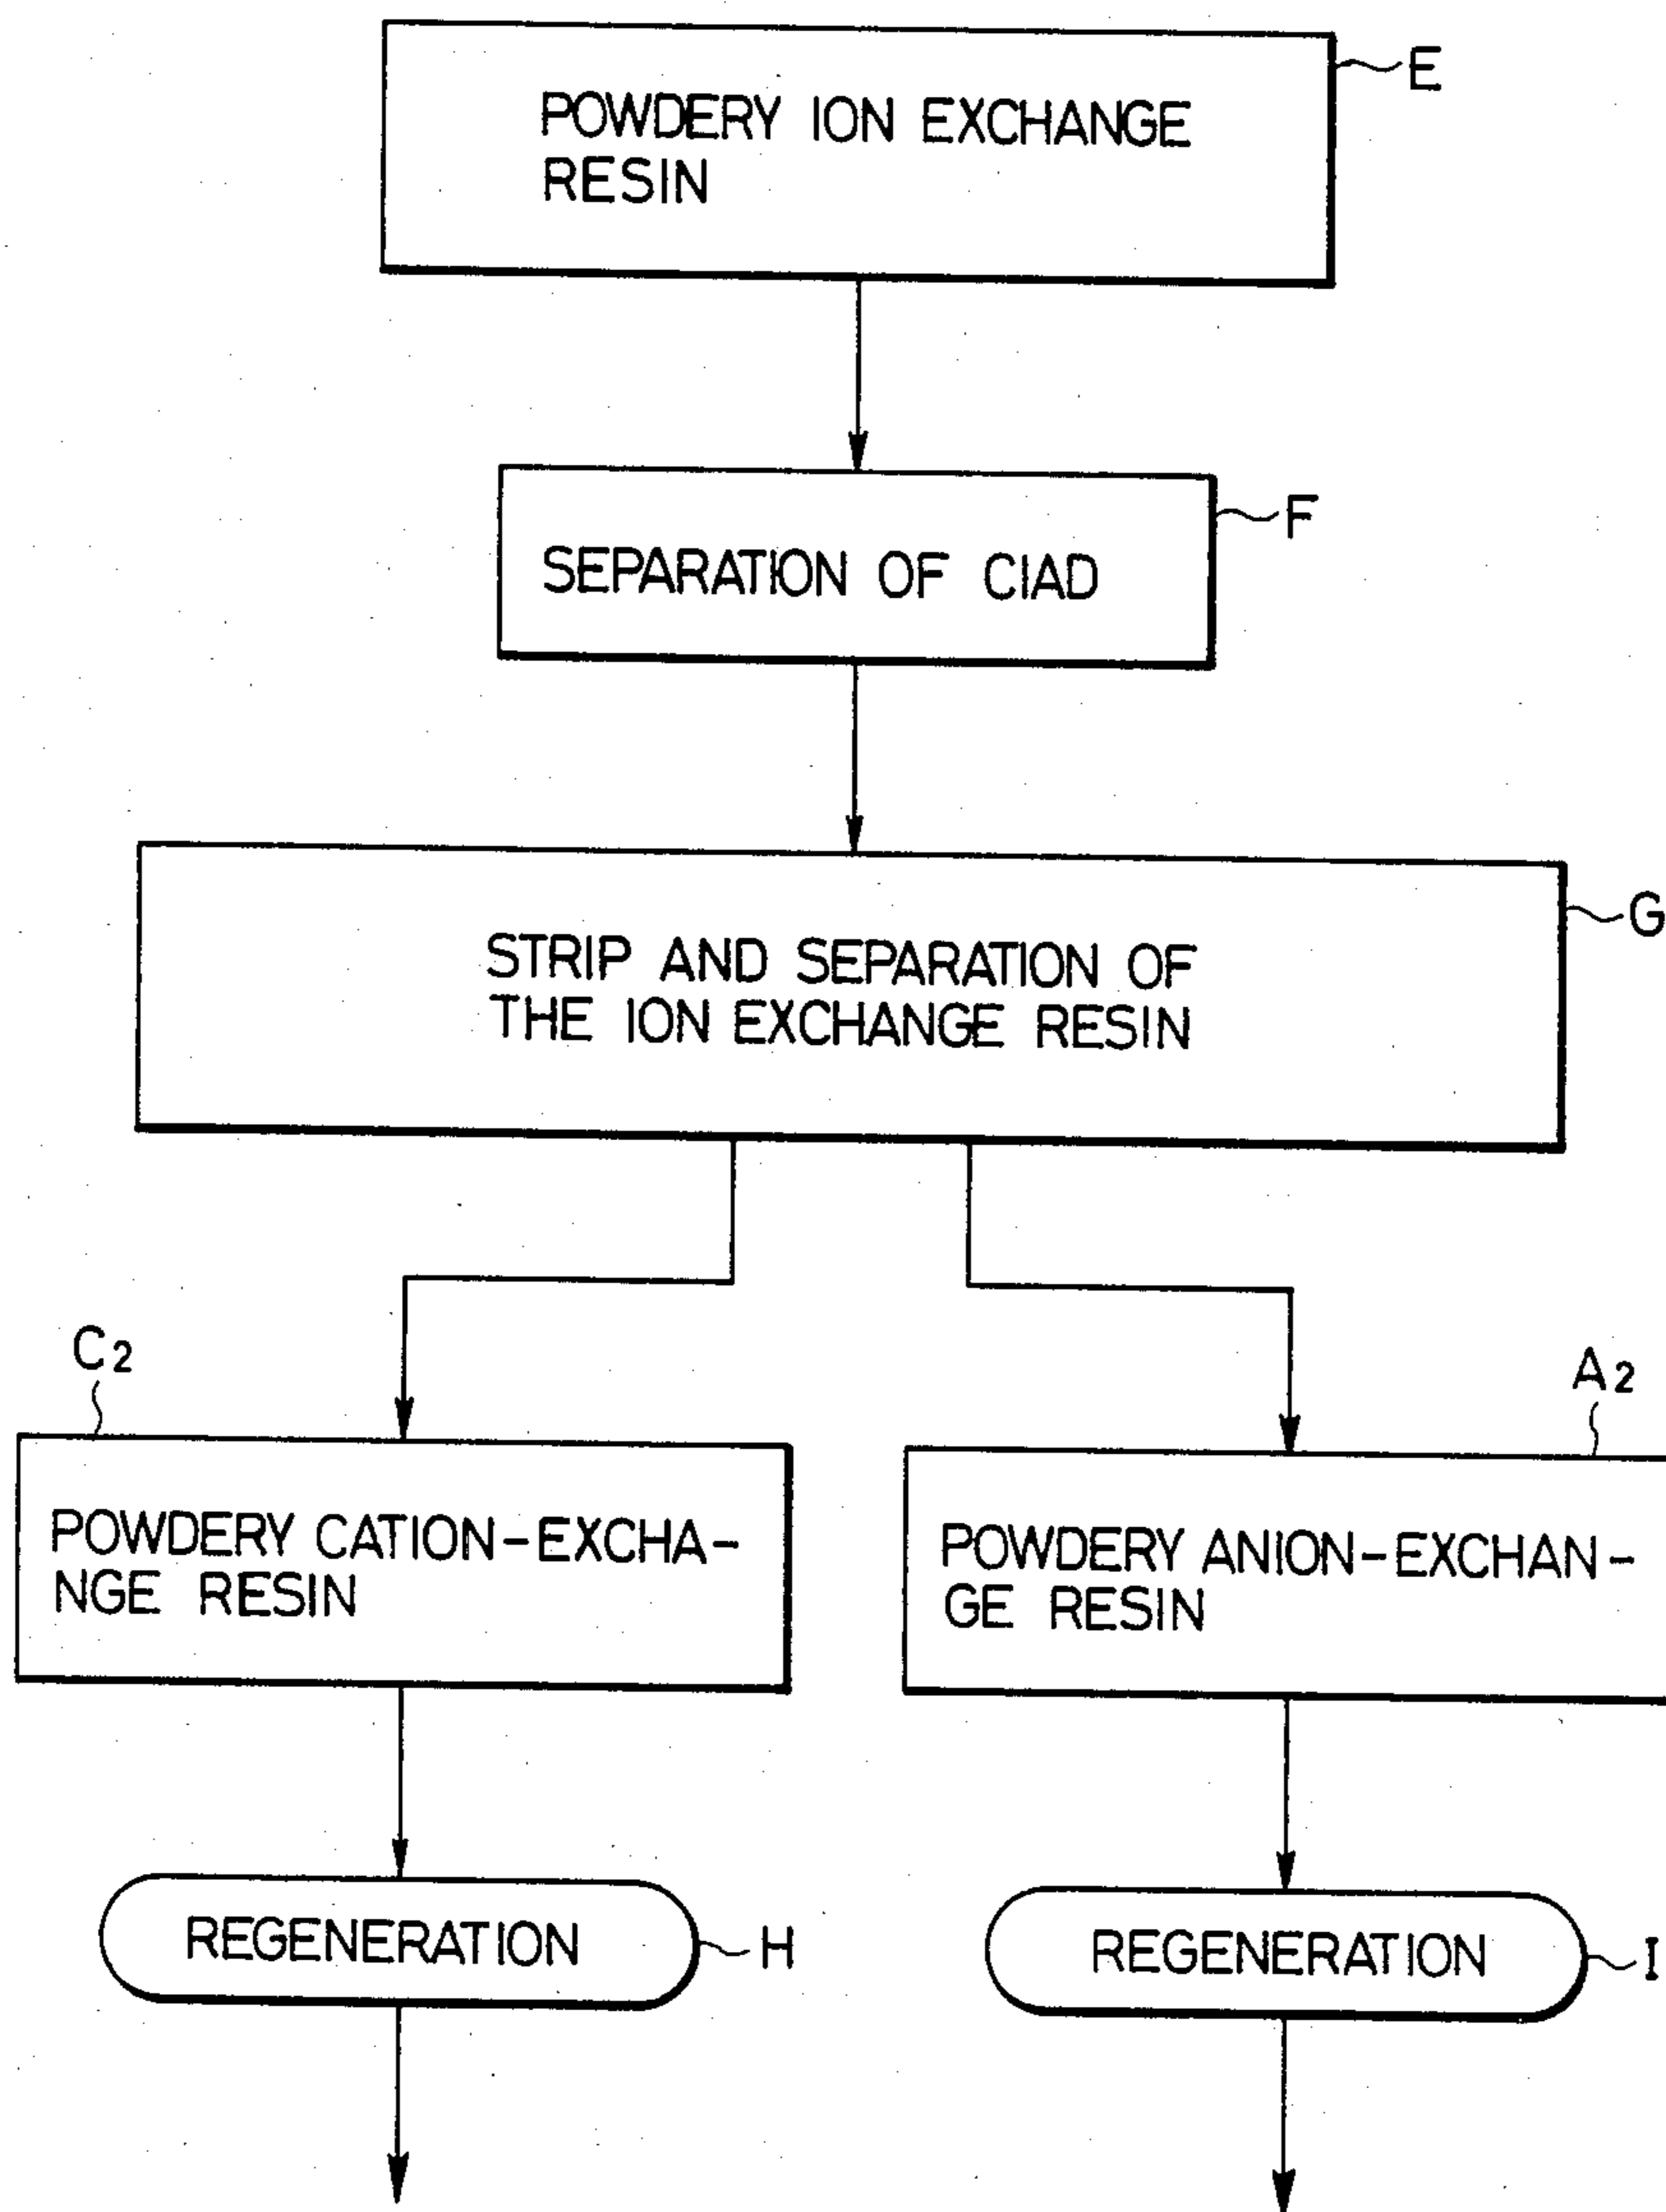 E
POWDERY ION EXCHANGE
RESIN
F
SEPARATION OF CIAD
G
STRIP AND SEPARATION OF
THE ION EXCHANGE RESIN
C2
A2
POWDERY CATION-EXCHA-
NGE RESIN
POWDERY ANION-EXCHAN-
GE RESIN
REGENERATION
H
REGENERATION
I